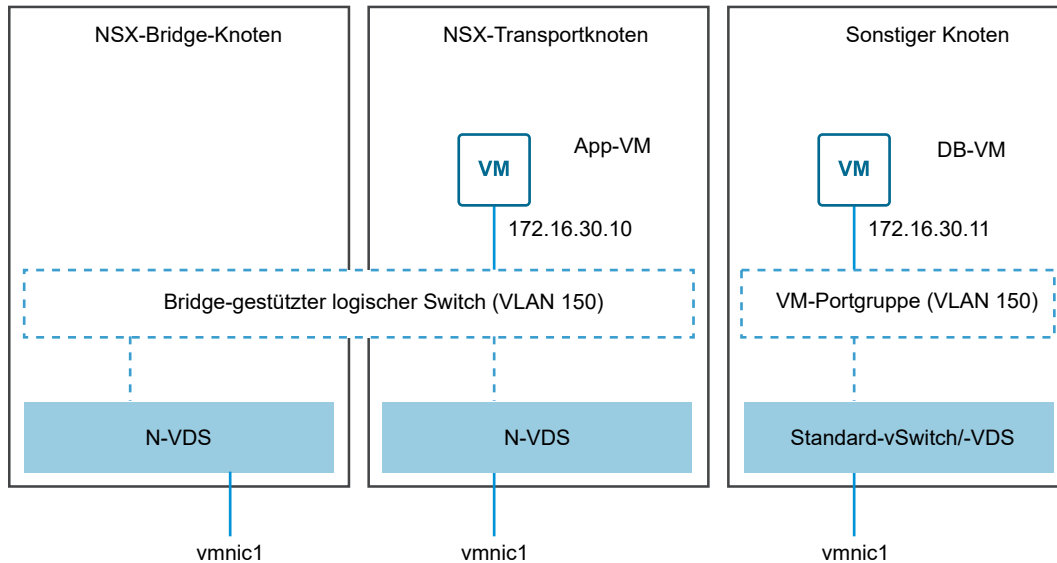 NSX-Bridge-Knoten
NSX-Transportknoten
Sonstiger Knoten
VM
App-VM
172.16.30.10
VM
DB-VM
172.16.30.11
Bridge-gestützter logischer Switch (VLAN 150)
VM-Portgruppe (VLAN 150)
N-VDS
N-VDS
Standard-vSwitch/-VDS
vmnic1
vmnic1
vmnic1